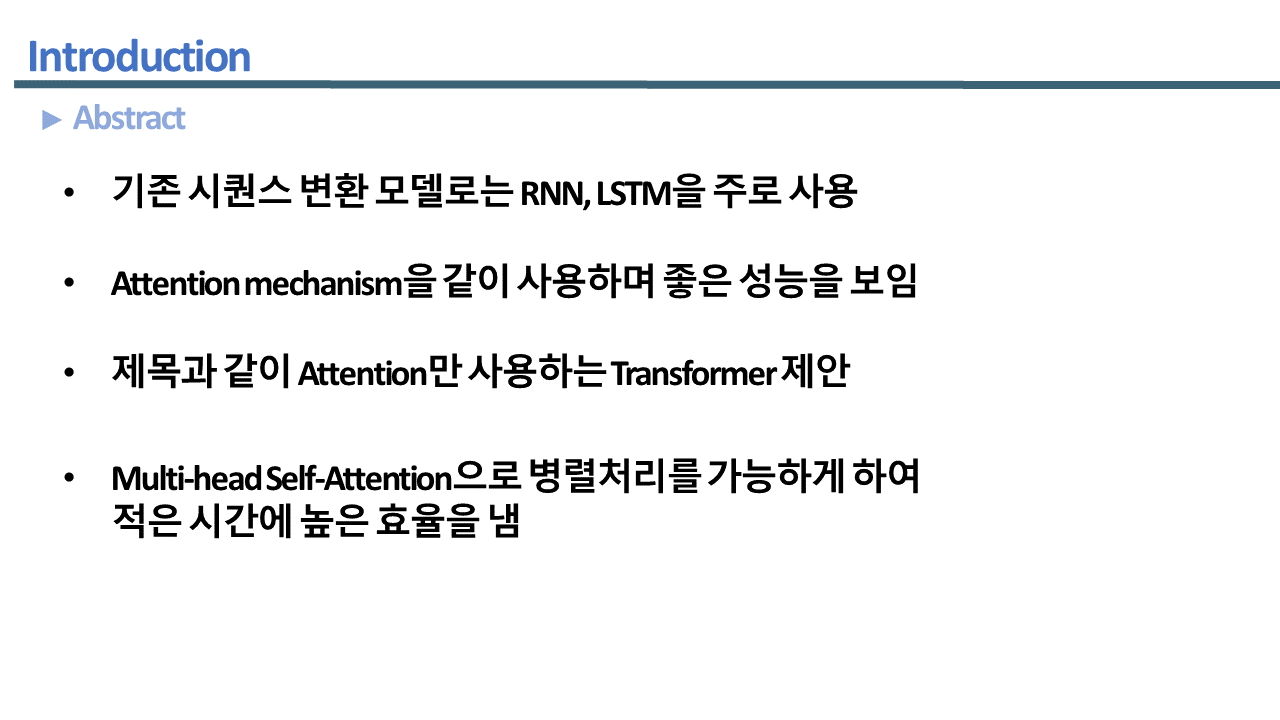 Introduction
► Abstract
• 기존 시퀀스 변환 모델로는 RNN, LSTM을 주로 사용
• Attention mechanism을 같이 사용하며 좋은 성능을 보임
• 제목과 같이 Attention만 사용하는 Transformer 제안
• Multi-head Self-Attention으로 병렬처리를 가능하게 하여
적은 시간에 높은 효율을 냄